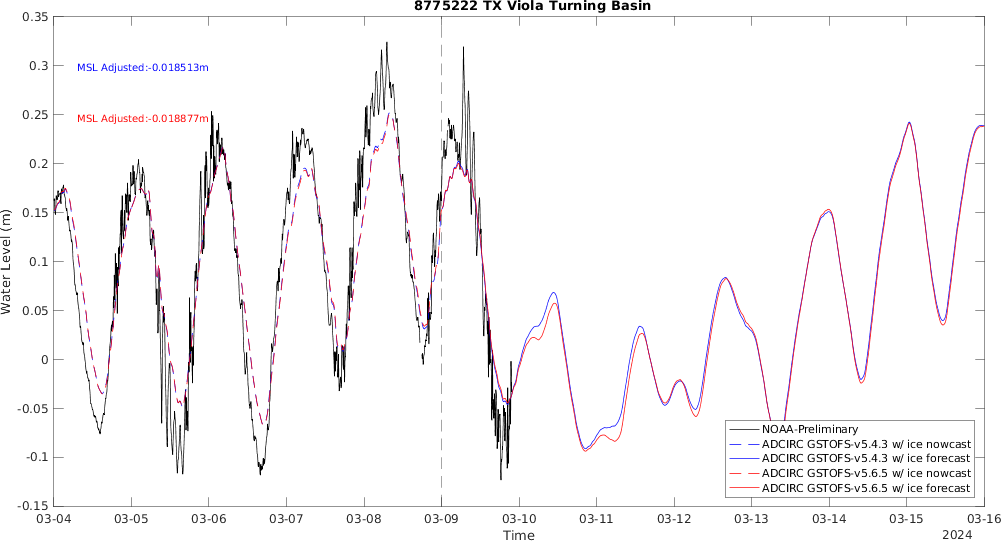 8775222 TX Viola Turning Basin
0.35
0.3
0.25
0.2
0.15
0.1
0.05
0
-0.05
-0.1
-0.15
Water Level (m)
MSL Adjusted:-0.018513m
MSL Adjusted:-0.018877m
NOAA-Preliminary
ADCIRC GSTOFS-v5.4.3 w/ ice nowcast
ADCIRC GSTOFS-v5.4.3 w/ ice forecast
ADCIRC GSTOFS-v5.6.5 w/ ice nowcast
ADCIRC GSTOFS-v5.6.5 w/ ice forecast
03-04 03-05 03-06 03-07 03-08 03-09 03-10 03-11 03-12 03-13 03-14 03-15 03-16
Time
2024